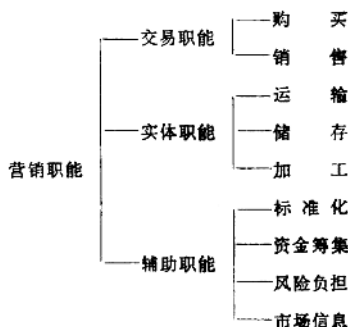 购买
交易职能
销售
运输
实体职能
储存
营销职能
加工
标准化
资金筹集
辅助职能
风险负担
市场信息